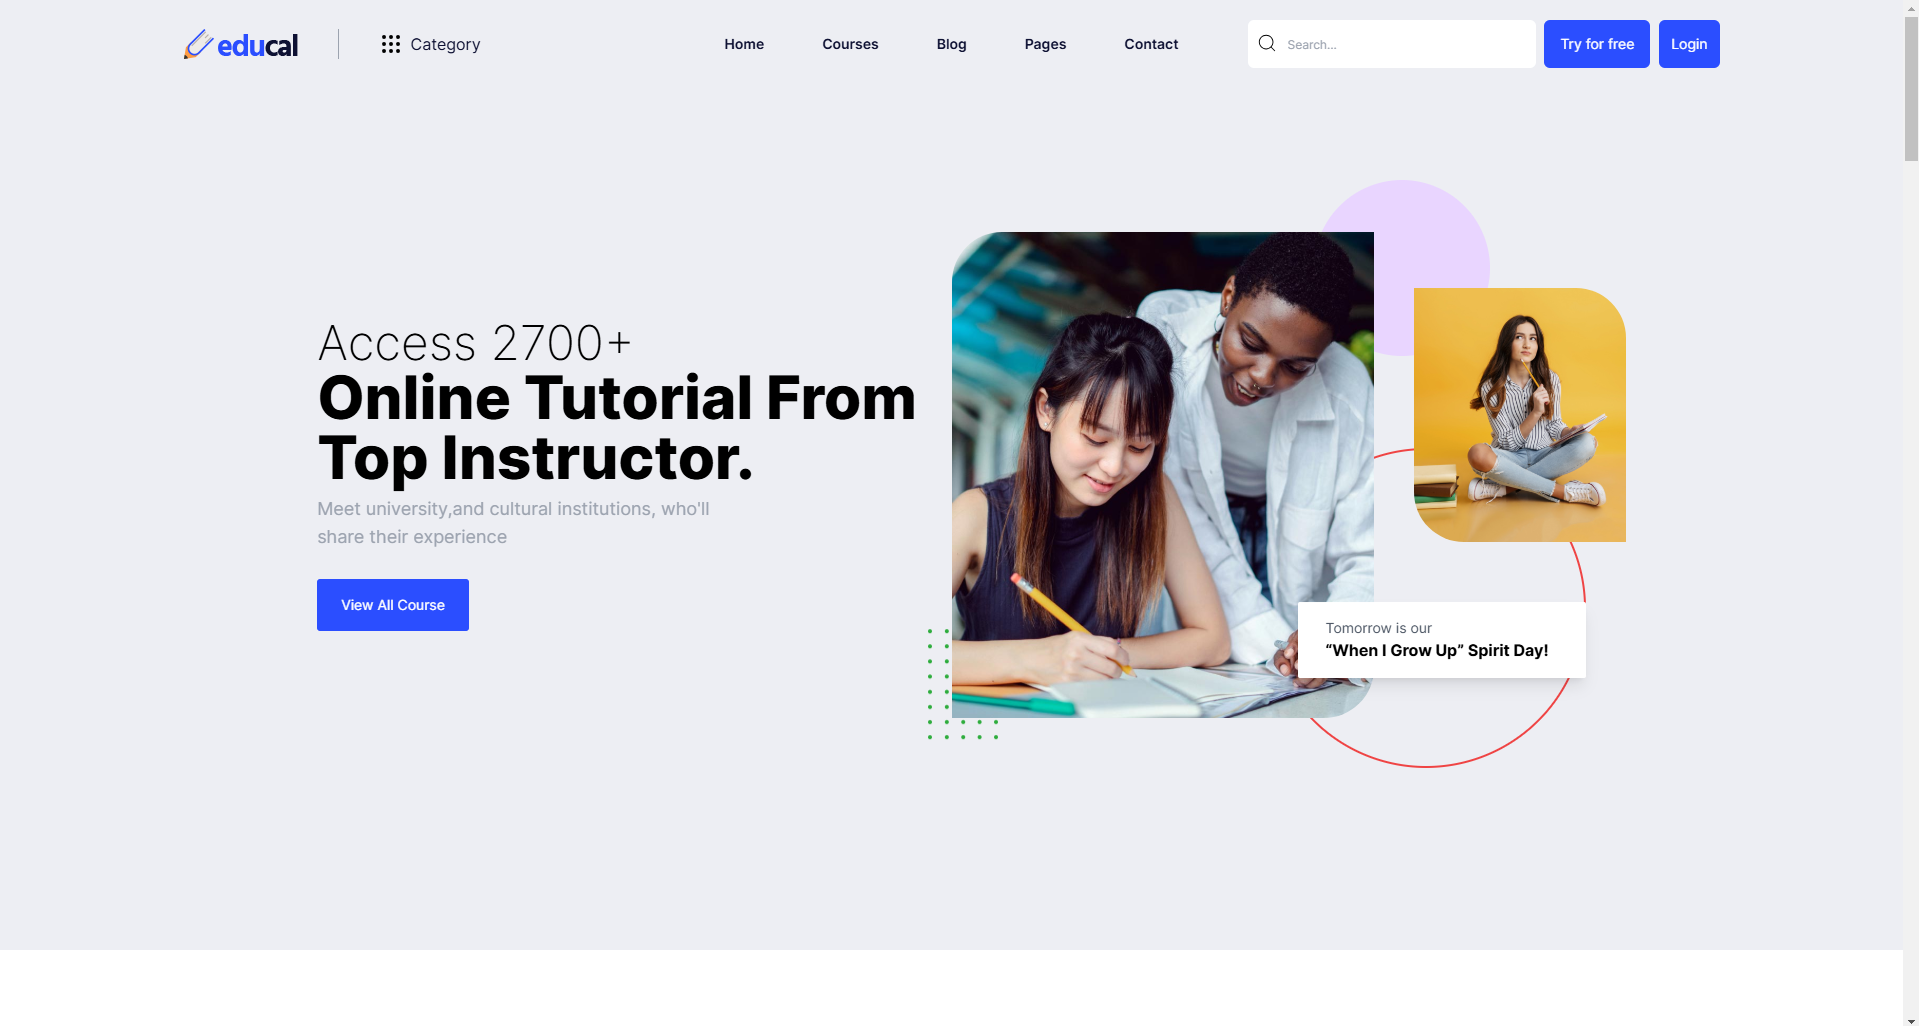 educal
Category
Home
Courses
Blog
Pages
Contact
Search...
Try for free
Login
Access 2700+
Online Tutorial From
Top Instructor.
Meet university,and cultural institutions, who'll
share their experience
View All Course
Tomorrow is our
“When I Grow Up” Spirit Day!